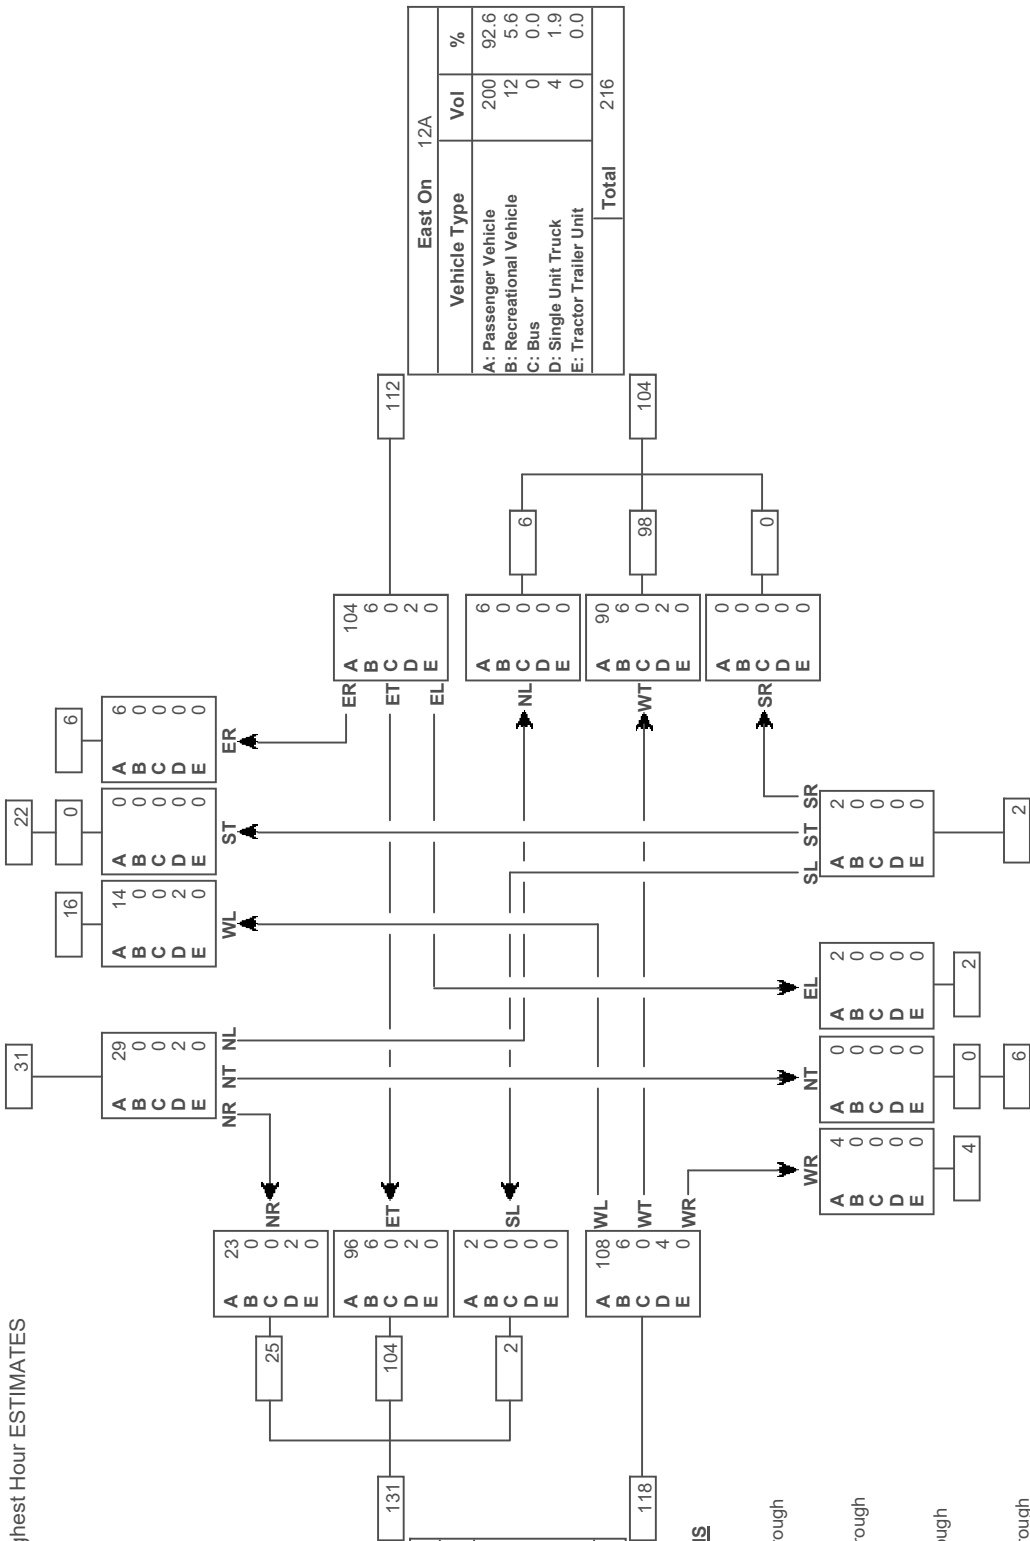 ghest Hour ESTIMATES
31
22
16
0
6
A 29
B 0
C 0
D 2
E 0
A 14
B 0
C 0
D 2
E 0
A 0
B 0
C 0
D 0
E 0
A 6
B 0
C 0
D 0
E 0
NR NT NL
WL
ST
ER
131
25
104
2
A 23
B 0
C 0
D 2
E 0
NR
A 96
B 6
C 0
D 2
E 0
ET
A 2
B 0
C 0
D 0
E 0
SL
118
A 108
B 6
C 0
D 4
E 0
WL
WT
WR
ER
ET
EL
A 104
B 6
C 0
D 2
E 0
112
NL
A 6
B 0
C 0
D 0
E 0
6
WT
A 90
B 6
C 0
D 2
E 0
98
SR
A 0
B 0
C 0
D 0
E 0
0
104
East On 12A
Vehicle Type Vol %
A: Passenger Vehicle 200 92.6
B: Recreational Vehicle 12 5.6
C: Bus 0 0.0
D: Single Unit Truck 4 1.9
E: Tractor Trailer Unit 0 0.0
Total 216
WR
NT
EL
SL ST SR
A 4
B 0
C 0
D 0
E 0
A 0
B 0
C 0
D 0
E 0
A 2
B 0
C 0
D 0
E 0
A 2
B 0
C 0
D 0
E 0
4
0
2
6
2
NS
rough
rough
ough
rough